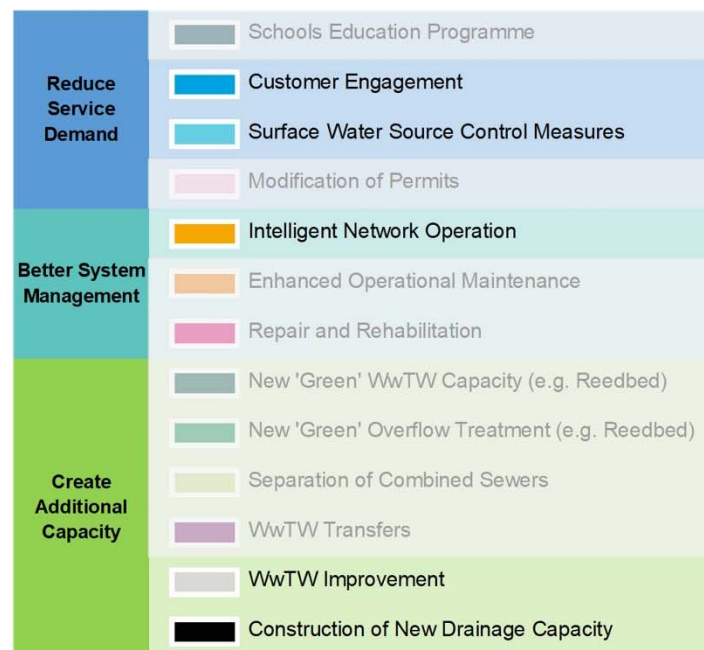 Reduce
Service
Demand
Schools Education Programme
Customer Engagement
Surface Water Source Control Measures
Modification of Permits
Better System
Management
Intelligent Network Operation
Enhanced Operational Maintenance
Repair and Rehabilitation
Create
Additional
Capacity
New 'Green' WwTW Capacity (e.g. Reedbed)
New 'Green' Overflow Treatment (e.g. Reedbed)
Separation of Combined Sewers
WwTW Transfers
WwTW Improvement
Construction of New Drainage Capacity